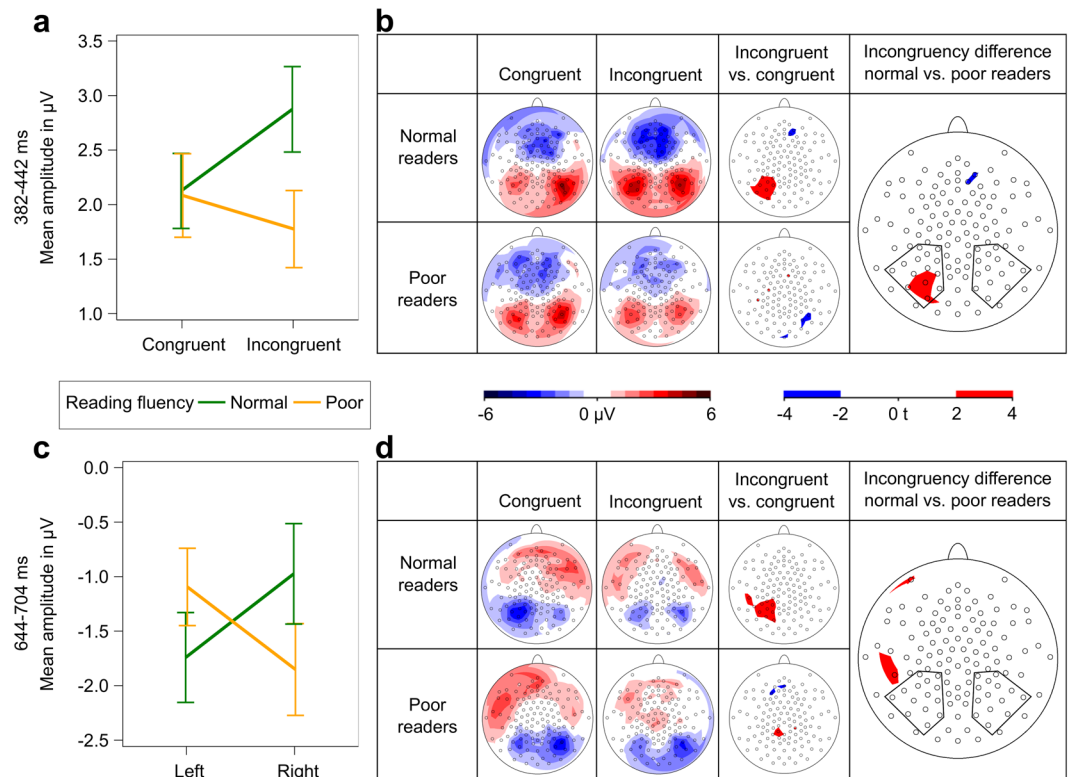 a
3.5
3.0
2.5
2.0
1.5
1.0
382-442 ms
Mean amplitude in µV
Congruent
Incongruent
b
Congruent
Incongruent
Incongruent
vs. congruent
Incongruency difference
normal vs. poor readers
Normal
readers
Poor
readers
Reading fluency Normal Poor
-6 0 µV 6
-4 -2 0 t 2 4
c
0.0
-0.5
-1.0
-1.5
-2.0
-2.5
644-704 ms
Mean amplitude in µV
Left
Right
d
Congruent
Incongruent
Incongruent
vs. congruent
Incongruency difference
normal vs. poor readers
Normal
readers
Poor
readers